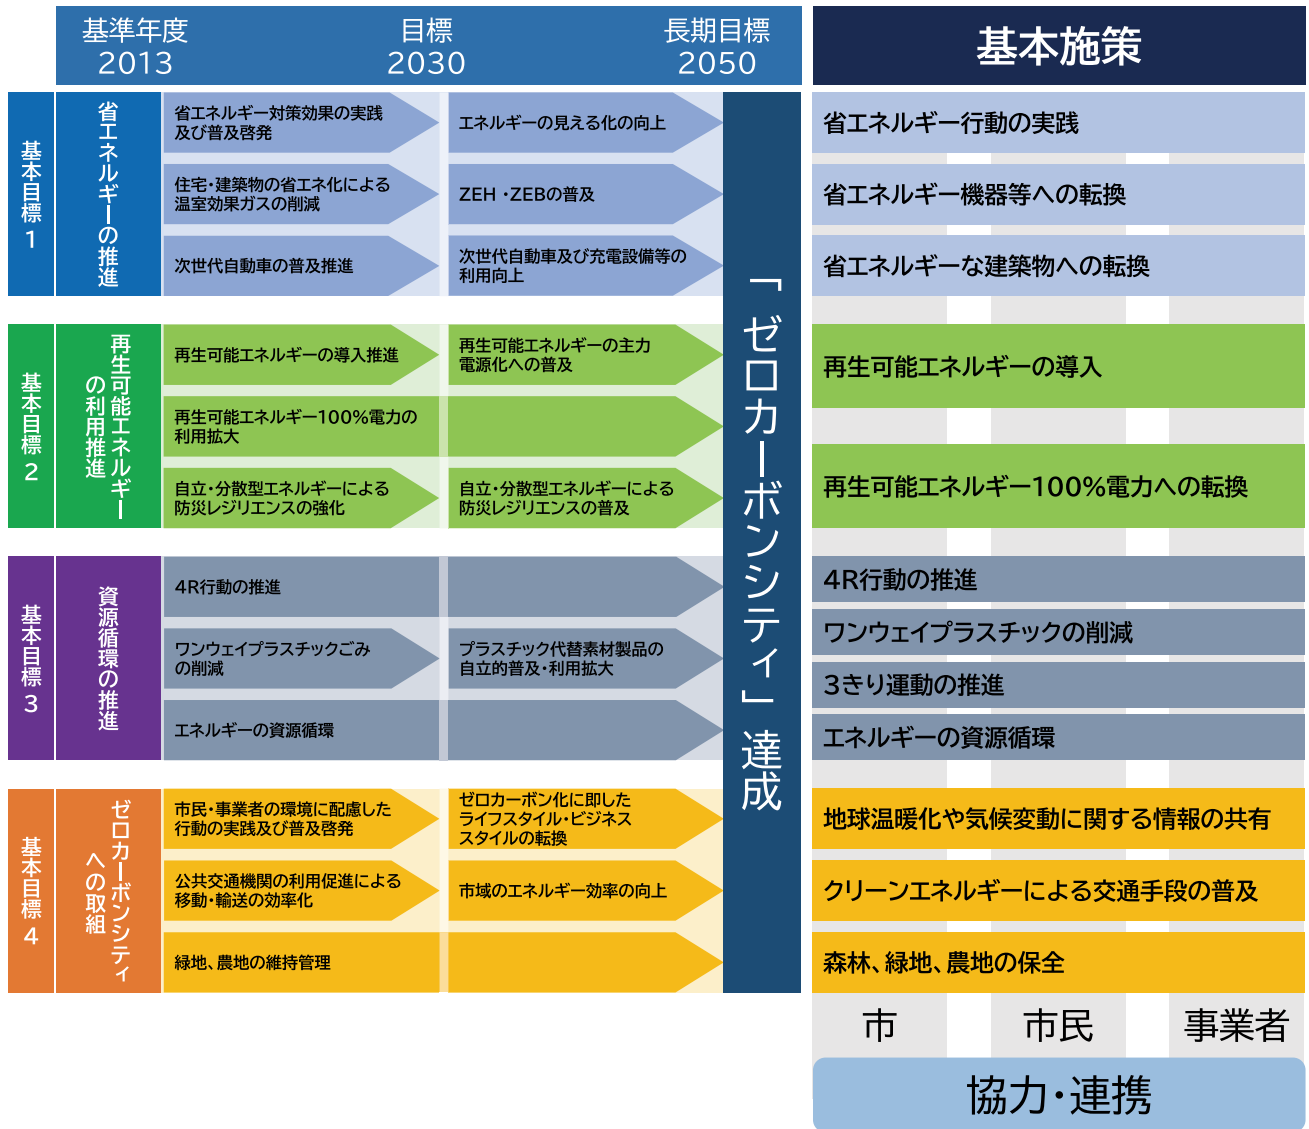 基準年度
2013
目標
2030
長期目標
2050
基本施策
基本目標1
省エネルギーの推進
省エネルギー対策効果の実践
及び普及啓発
エネルギーの見える化の向上
住宅・建築物の省エネ化による
温室効果ガスの削減
ZEH・ZEBの普及
次世代自動車の普及推進
次世代自動車及び充電設備等の
利用向上
省エネルギー行動の実践
省エネルギー機器等への転換
省エネルギーな建築物への転換
基本目標2
再生可能エネルギー
の利用推進
再生可能エネルギーの導入推進
再生可能エネルギーの主力
電源化への普及
再生可能エネルギー100%電力の
利用拡大
自立・分散型エネルギーによる
防災レジリエンスの強化
自立・分散型エネルギーによる
防災レジリエンスの普及
再生可能エネルギーの導入
再生可能エネルギー100%電力への転換
基本目標3
資源循環の推進
4R行動の推進
ワンウェイプラスチックごみ
の削減
プラスチック代替素材製品の
自立的普及・利用拡大
エネルギーの資源循環
4R行動の推進
ワンウェイプラスチックの削減
3きり運動の推進
エネルギーの資源循環
基本目標4
ゼロカーボンシティ
への取組
市民・事業者の環境に配慮した
行動の実践及び普及啓発
ゼロカーボン化に即した
ライフスタイル・ビジネス
スタイルの転換
公共交通機関の利用促進による
移動・輸送の効率化
市域のエネルギー効率の向上
緑地、農地の維持管理
「ゼロカーボンシティ」達成
地球温暖化や気候変動に関する情報の共有
クリーンエネルギーによる交通手段の普及
森林、緑地、農地の保全
市
市民
事業者
協力・連携